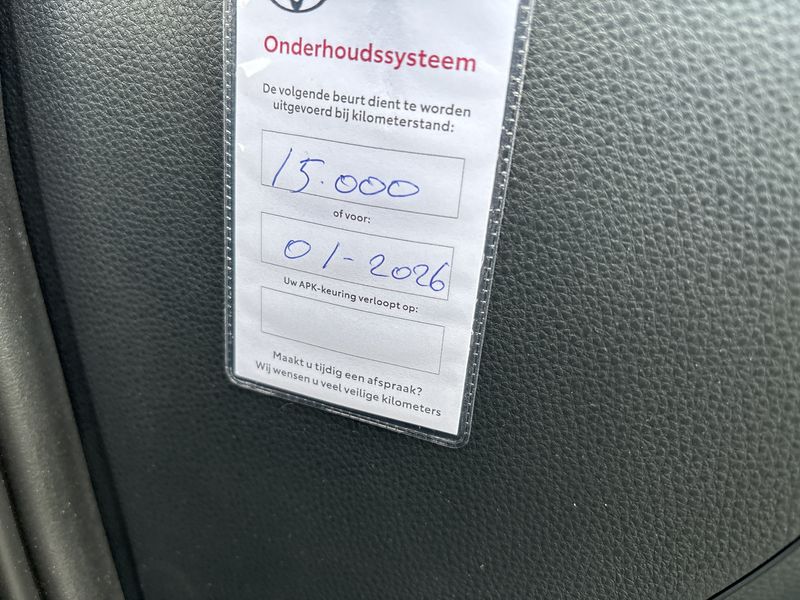 Onderhoudssysteem
De volgende beurt dient te worden
uitgevoerd bij kilometerstand:
15.000
of voor:
01-2026
Uw APK-keuring verloopt op:
Maakt u tijdig een afspraak?
Wij wensen u veel veilige kilometers